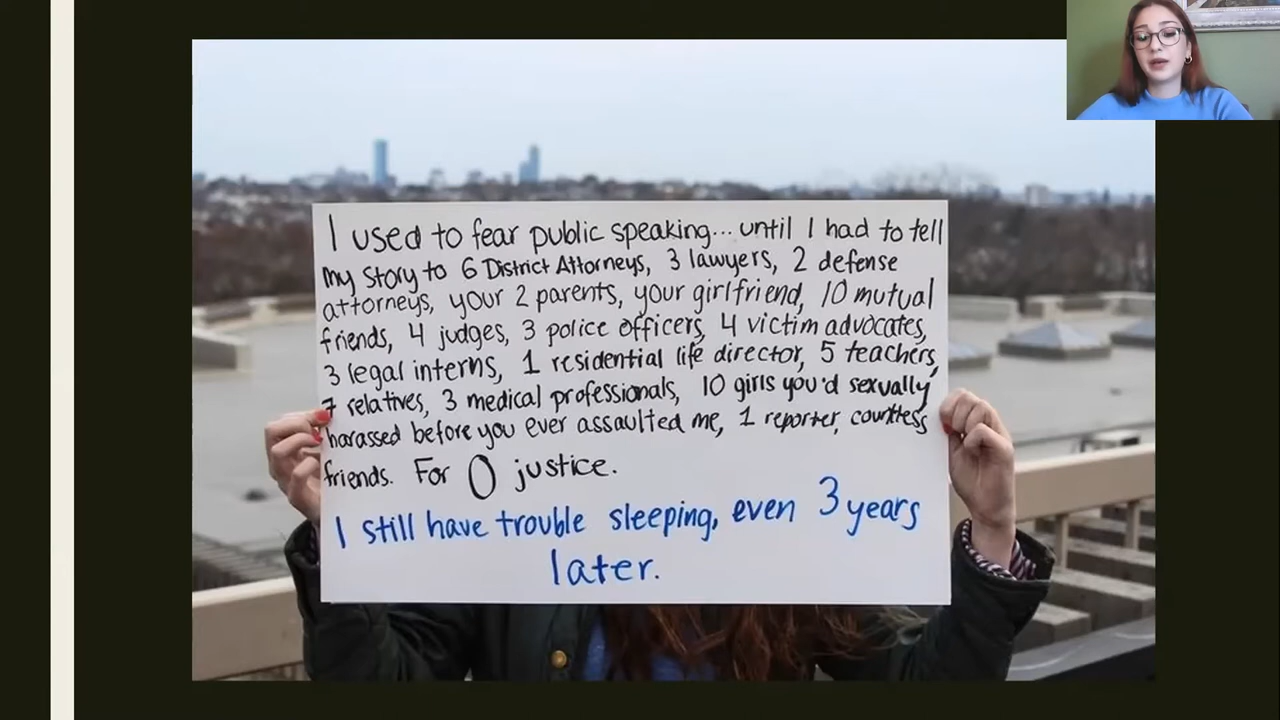 I used to fear public speaking... until I had to tell
my story to 6 District Attorneys, 3 lawyers, 2 defense
attorneys, your 2 parents, your girlfriend, 10 mutual
friends, 4 judges, 3 police officers, 4 victim advocates,
3 legal interns, 1 residential life director, 5 teachers,
7 relatives, 3 medical professionals, 10 girls you'd sexually
harassed before you ever assaulted me, 1 reporter, countless
friends. For 0 justice.
I still have trouble sleeping, even 3 years
later.